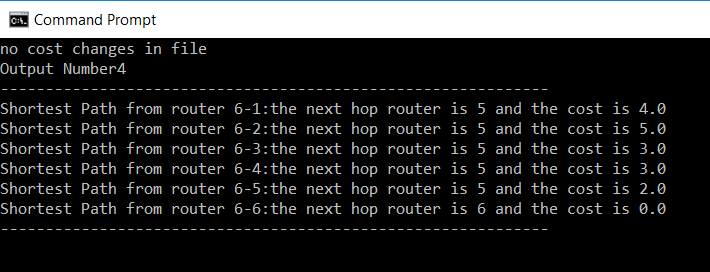 Command Prompt
no cost changes in file
Output Number4
-------------------------------------------------------------
Shortest Path from router 6-1:the next hop router is 5 and the cost is 4.0
Shortest Path from router 6-2:the next hop router is 5 and the cost is 5.0
Shortest Path from router 6-3:the next hop router is 5 and the cost is 3.0
Shortest Path from router 6-4:the next hop router is 5 and the cost is 3.0
Shortest Path from router 6-5:the next hop router is 5 and the cost is 2.0
Shortest Path from router 6-6:the next hop router is 6 and the cost is 0.0
-------------------------------------------------------------